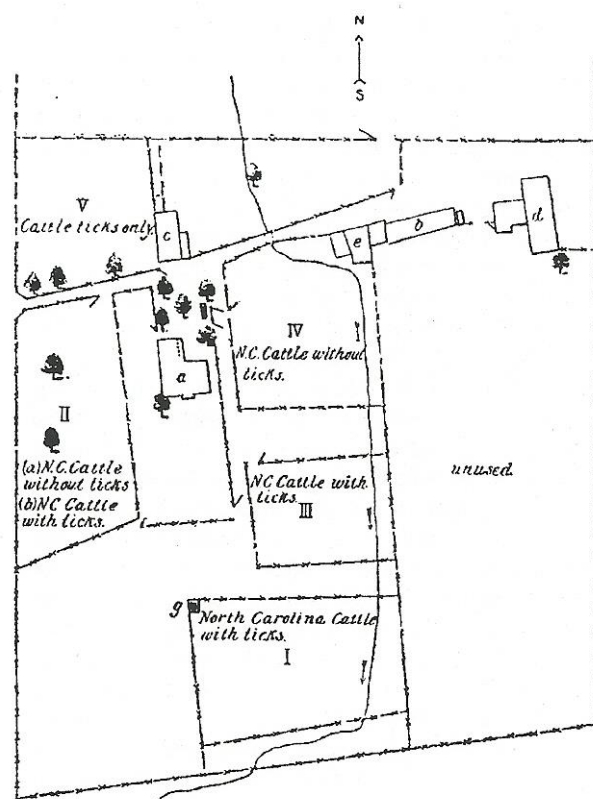 N
S
V
Cattle ticks only.
c
b
d
e
IV
N.C. Cattle without
ticks.
a
II
(a) N.C. Cattle
without ticks
(b) NC Cattle
with ticks.
NC Cattle with
ticks.
III
unused.
g
North Carolina Cattle
with ticks.
I